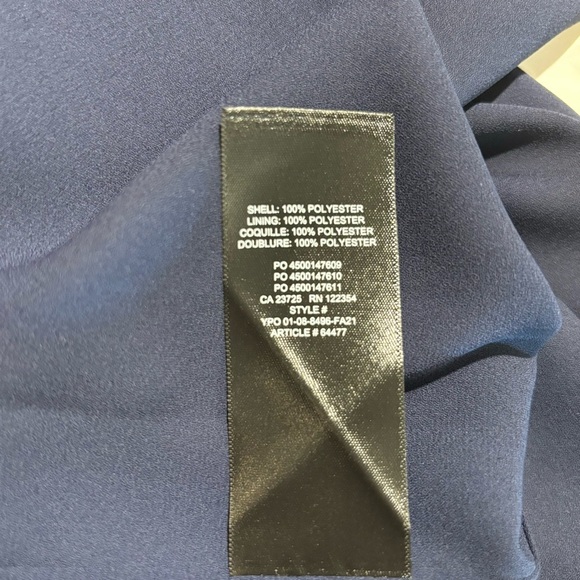 SHELL: 100% POLYESTER
LINING: 100% POLYESTER
COQUILLE: 100% POLYESTER
DOUBLURE: 100% POLYESTER
PO 4500147609
PO 4500147610
PO 4500147611
CA 23725 RN 122354
STYLE #
YPO 01-08-6496-FA21
ARTICLE # 64477